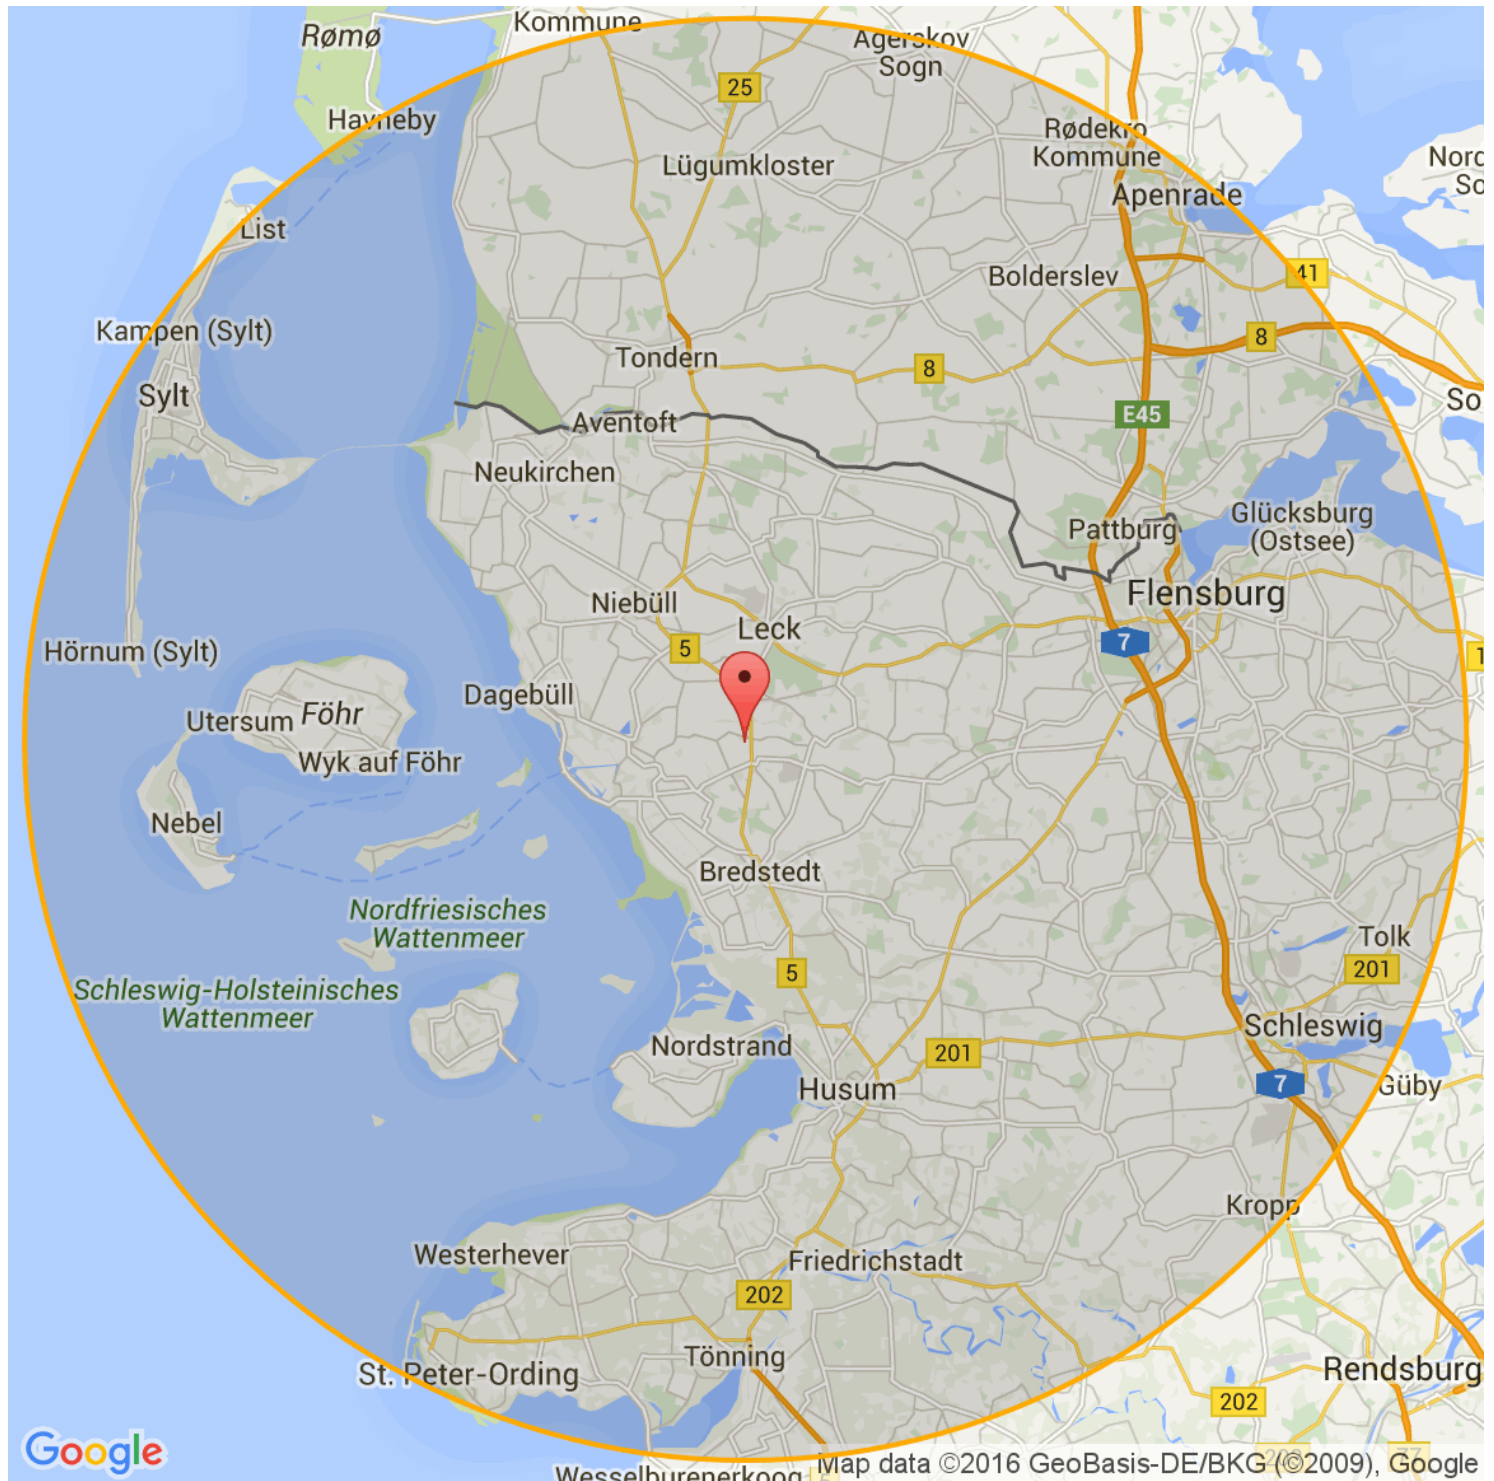 Kommune
Rømø
Agerskov
Sogn
25
Havneby
Rødekro
Kommune
Lügumkloster
Apenrade
List
Bolderslev
41
Kampen (Sylt)
8
Tondern
8
Sylt
E45
Aventoft
Neukirchen
Glücksburg
(Ostsee)
Pattburg
Flensburg
Niebüll
Leck
7
5
Hörnum (Sylt)
Dagebüll
Utersum
Föhr
Wyk auf Föhr
Nebel
Bredstedt
Nordfriesisches
Wattenmeer
Tolk
201
5
Schleswig-Holsteinisches
Wattenmeer
Schleswig
Nordstrand
201
Husum
7
Güby
Kropp
Westerhever
Friedrichstadt
202
Tönning
St. Peter-Ording
Rendsburg
202
Google
Wesselburenerkoog
Map data ©2016 GeoBasis-DE/BKG (©2009), Google